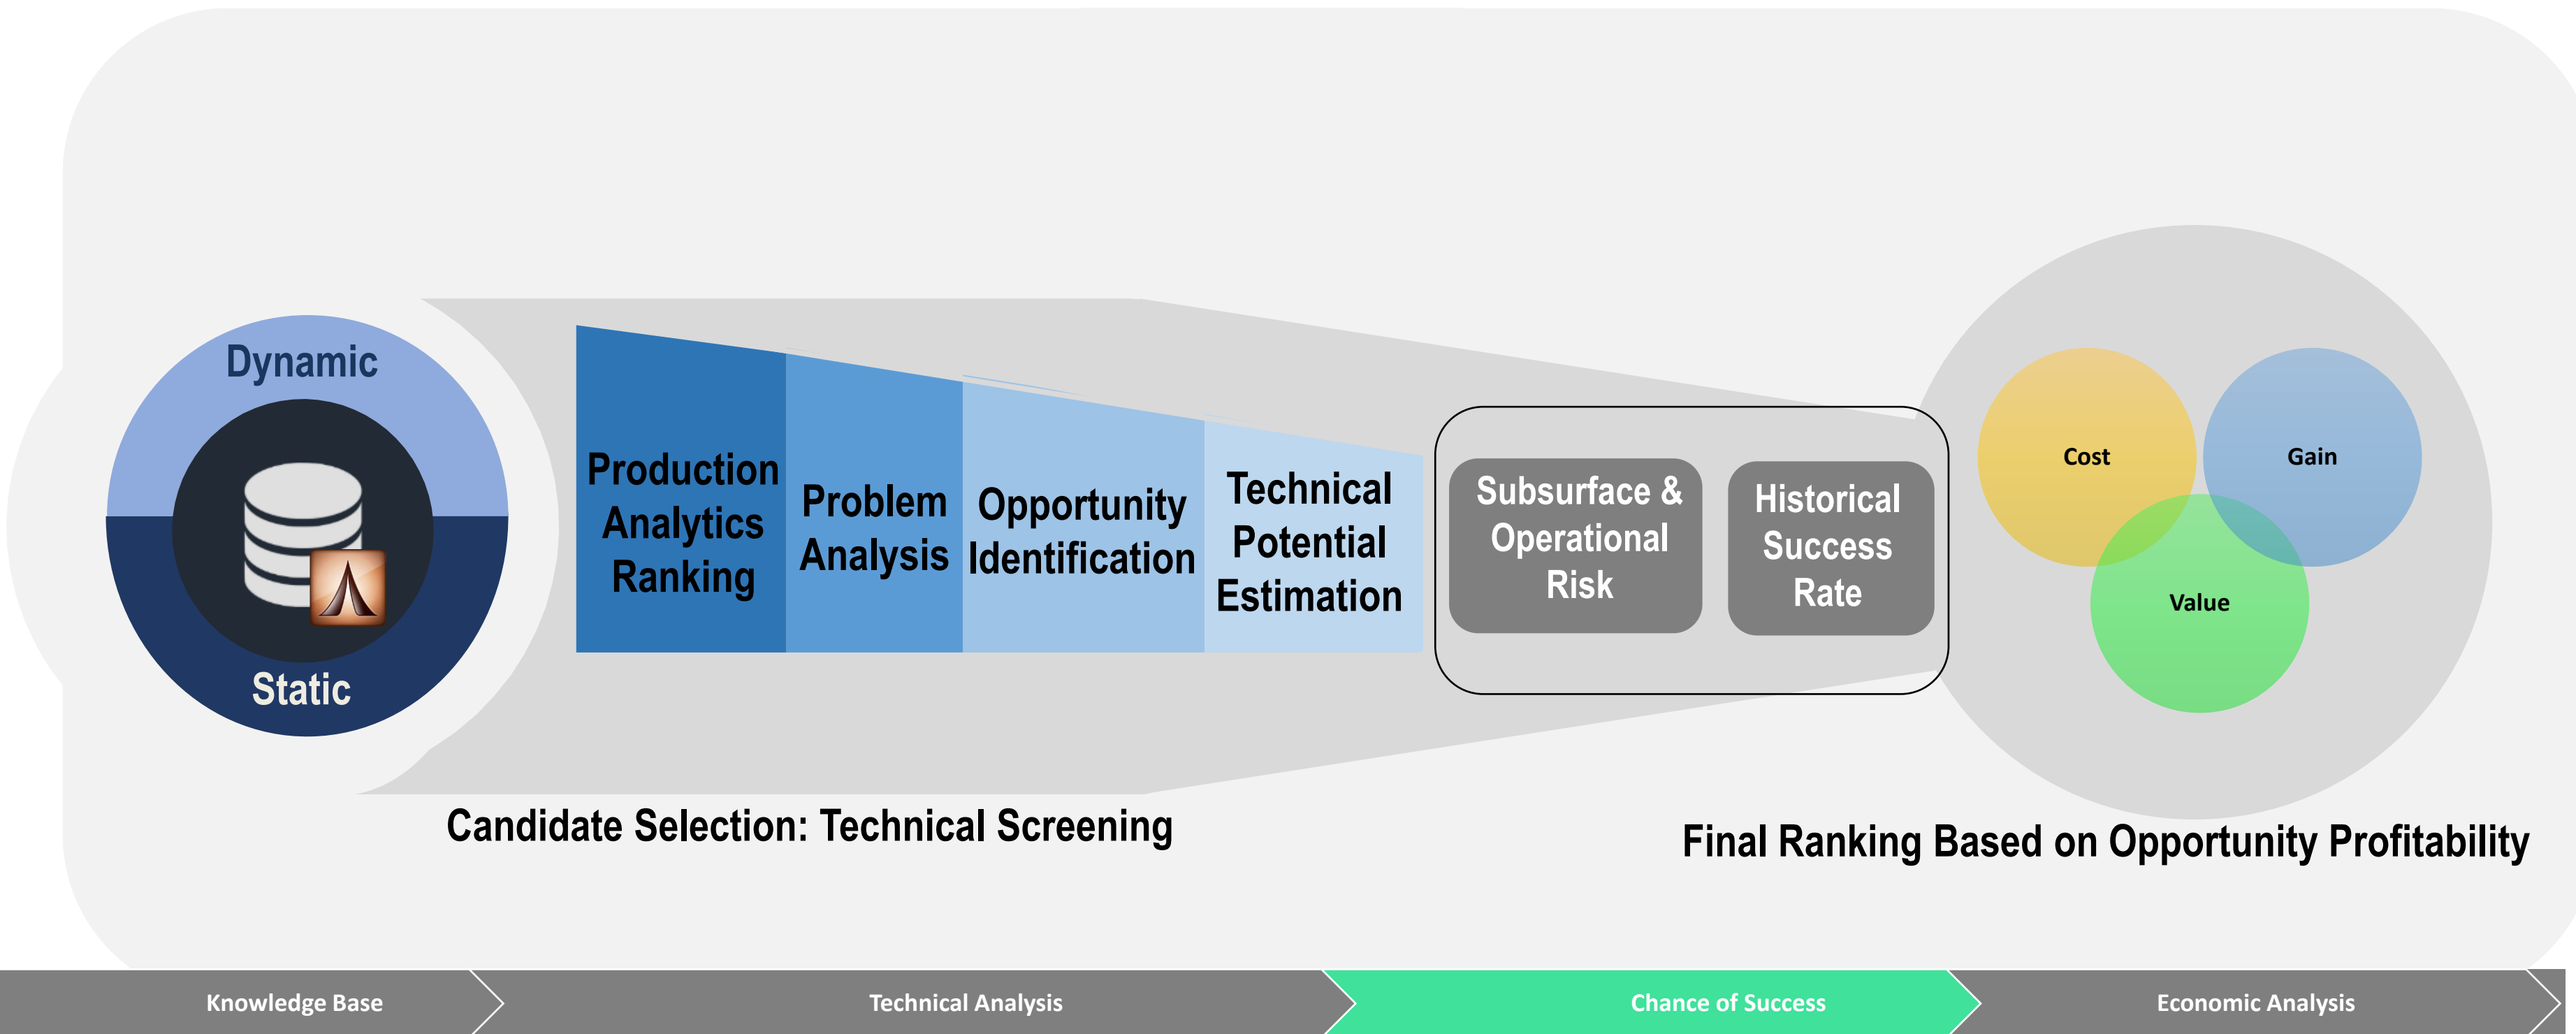 Dynamic
Static
Production
Analytics
Ranking
Problem
Analysis
Opportunity
Identification
Technical
Potential
Estimation
Subsurface &
Operational
Risk
Historical
Success
Rate
Cost
Gain
Value
Candidate Selection: Technical Screening
Final Ranking Based on Opportunity Profitability
Knowledge Base
Technical Analysis
Chance of Success
Economic Analysis